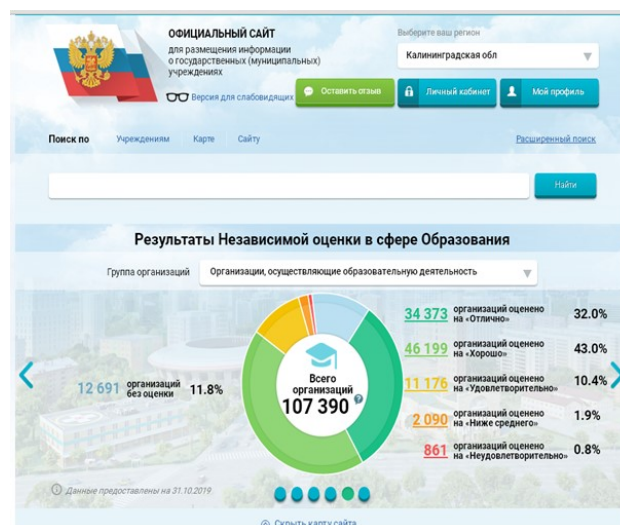 ОФИЦИАЛЬНЫЙ САЙТ
для размещения информации
о государственных (муниципальных)
учреждениях
Версия для слабовидящих
Выберите ваш регион
Калининградская обл
Оставить отзыв
Личный кабинет
Мой профиль
Поиск по Учреждениям Карте Сайту
Расширенный поиск
Найти
Результаты Независимой оценки в сфере Образования
Группа организаций Организации, осуществляющие образовательную деятельность
12 691 организаций
без оценки 11.8%
Всего
организаций
107 390
34 373 организаций оценено
на «Отлично» 32.0%
46 199 организаций оценено
на «Хорошо» 43.0%
11 176 организаций оценено
на «Удовлетворительно» 10.4%
2 090 организаций оценено
на «Ниже среднего» 1.9%
861 организаций оценено
на «Неудовлетворительно» 0.8%
Данные предоставлены на 31.10.2019
Скрыть карту сайта